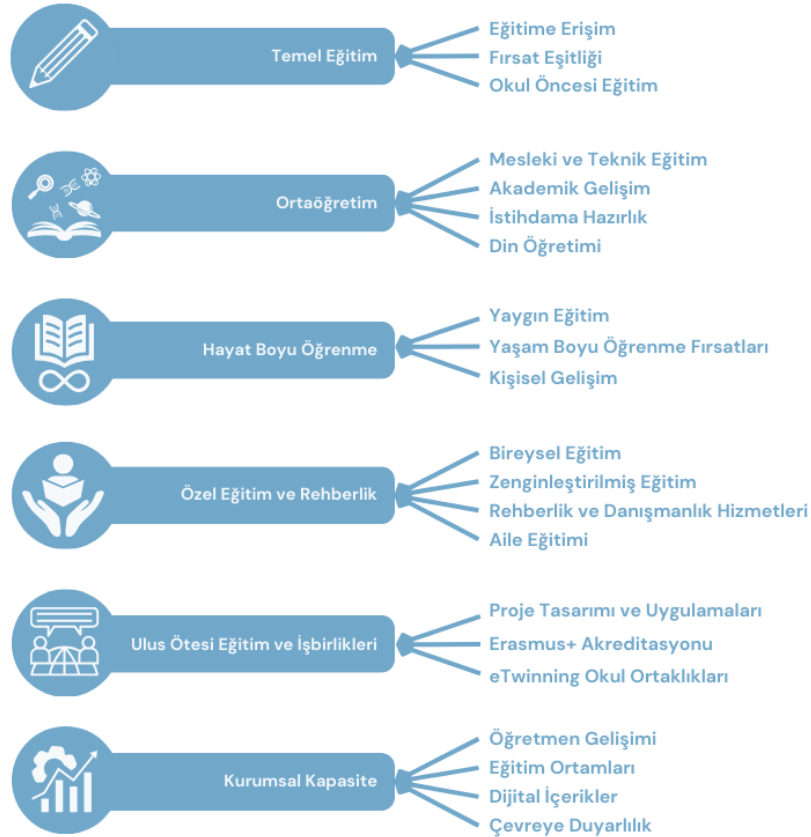 Temel Eğitim
Eğitime Erişim
Fırsat Eşitliği
Okul Öncesi Eğitim
Ortaöğretim
Mesleki ve Teknik Eğitim
Akademik Gelişim
İstihdama Hazırlık
Din Öğretimi
Hayat Boyu Öğrenme
Yaygın Eğitim
Yaşam Boyu Öğrenme Fırsatları
Kişisel Gelişim
Özel Eğitim ve Rehberlik
Bireysel Eğitim
Zenginleştirilmiş Eğitim
Rehberlik ve Danışmanlık Hizmetleri
Aile Eğitimi
Ulus Ötesi Eğitim ve İşbirlikleri
Proje Tasarımı ve Uygulamaları
Erasmus+ Akreditasyonu
eTwinning Okul Ortaklıkları
Kurumsal Kapasite
Öğretmen Gelişimi
Eğitim Ortamları
Dijital İçerikler
Çevreye Duyarlılık